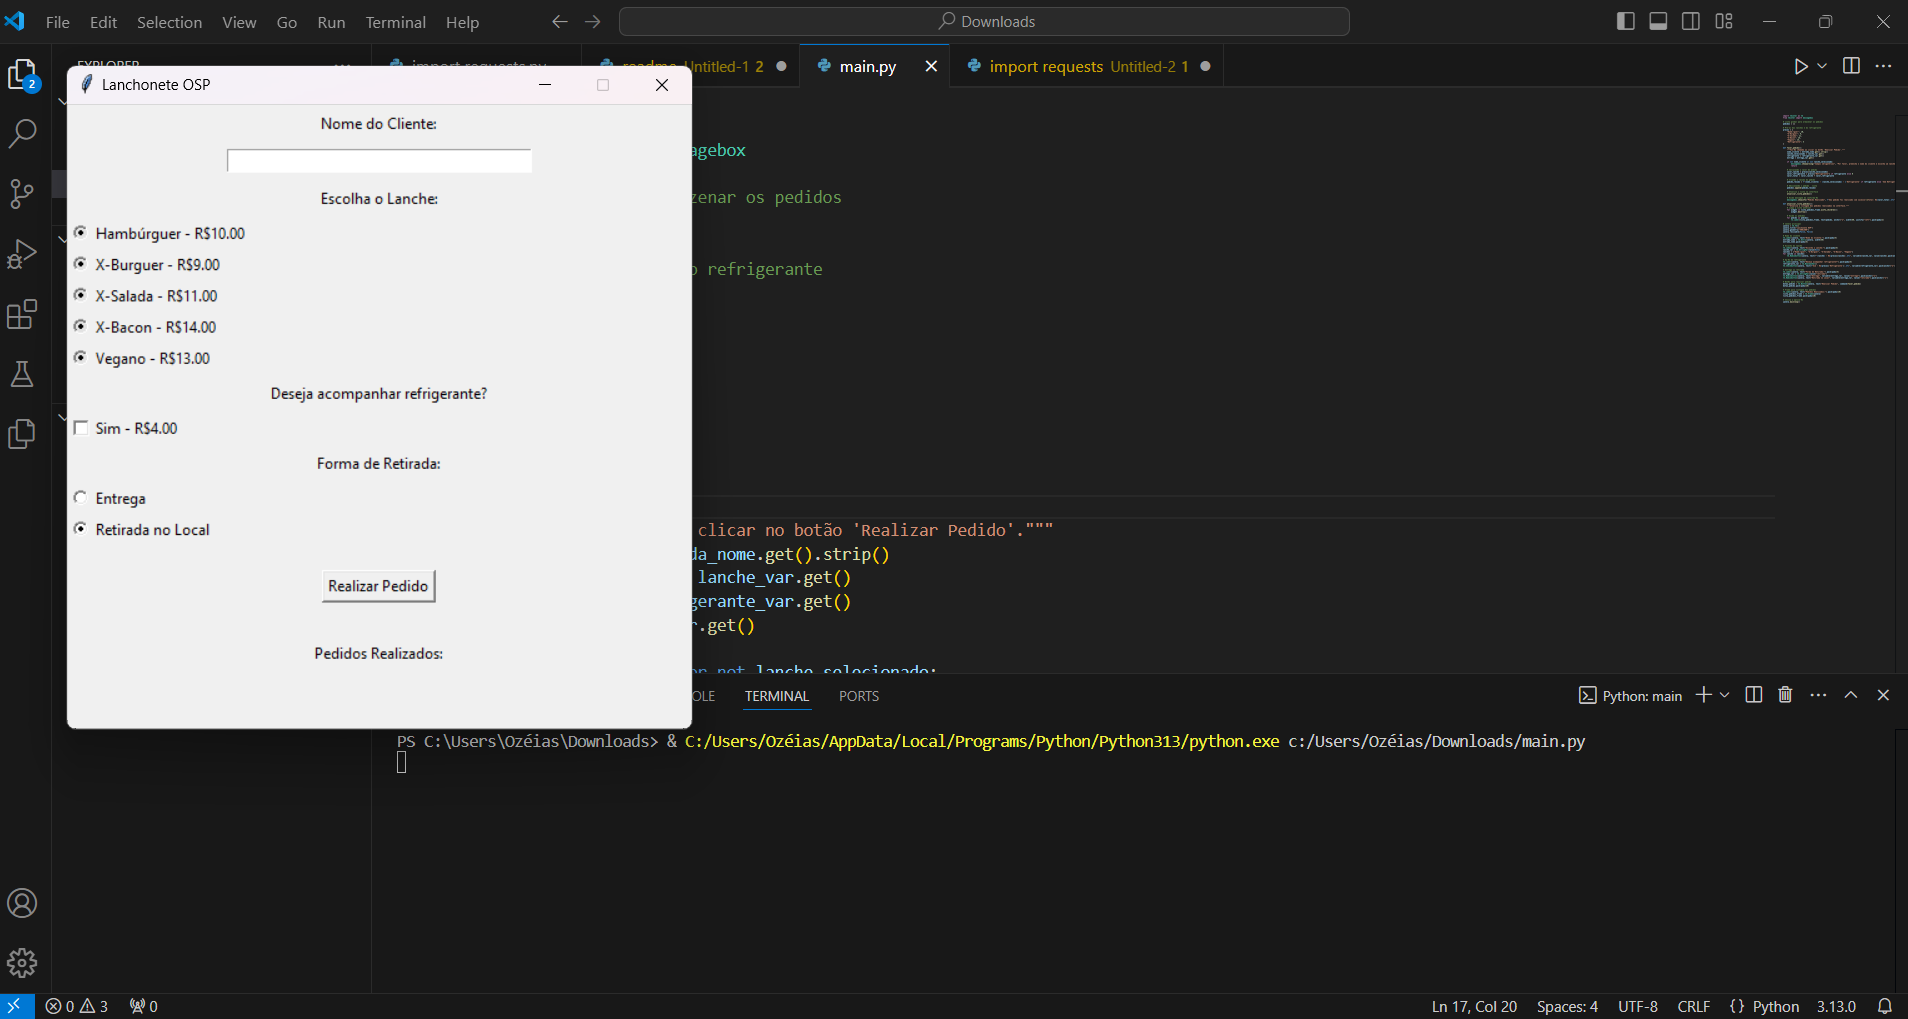 File Edit Selection View Go Run Terminal Help
Downloads
2
main.py
import requests Untitled-2 1
Untitled-1 2
Lanchonete OSP
Nome do Cliente:
Escolha o Lanche:
Hambúrguer - R$10.00
X-Burguer - R$9.00
X-Salada - R$11.00
X-Bacon - R$14.00
Vegano - R$13.00
Deseja acompanhar refrigerante?
Sim - R$4.00
Forma de Retirada:
Entrega
Retirada no Local
Realizar Pedido
Pedidos Realizados:
agebox
zenar os pedidos
o refrigerante
clicar no botão 'Realizar Pedido'."""
da_nome.get().strip()
lanche_var.get()
gerante_var.get()
r.get()
or not lanche_selecionado:
OLE TERMINAL PORTS
Python: main
PS C:\Users\Ozéias\Downloads> & C:/Users/Ozéias/AppData/Local/Programs/Python/Python313/python.exe c:/Users/Ozéias/Downloads/main.py
0 3 0
Ln 17, Col 20 Spaces: 4 UTF-8 CRLF {} Python 3.13.0